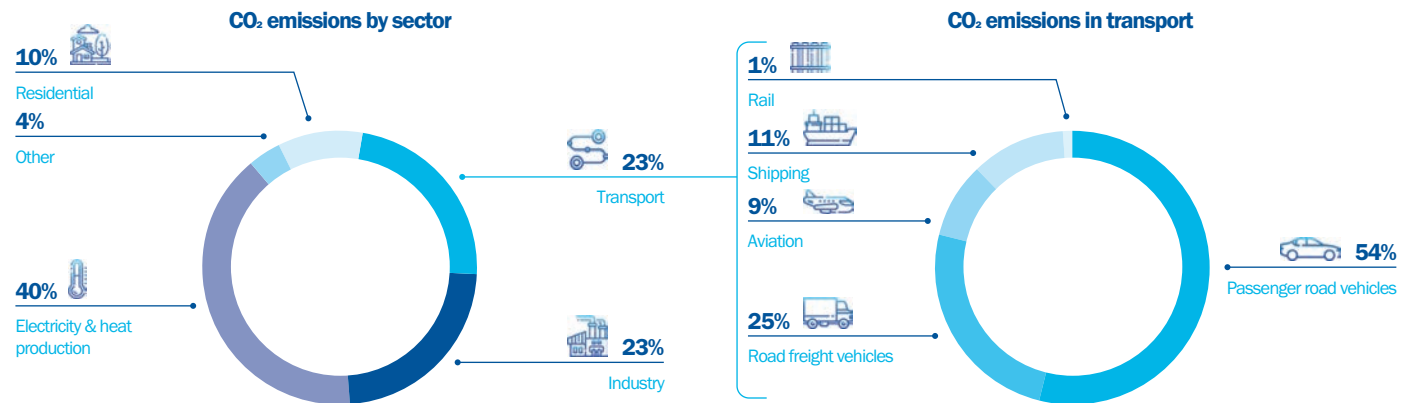 CO₂ emissions by sector
10%
Residential
4%
Other
40%
Electricity & heat
production
23%
Transport
23%
Industry
CO₂ emissions in transport
1%
Rail
11%
Shipping
9%
Aviation
25%
Road freight vehicles
54%
Passenger road vehicles